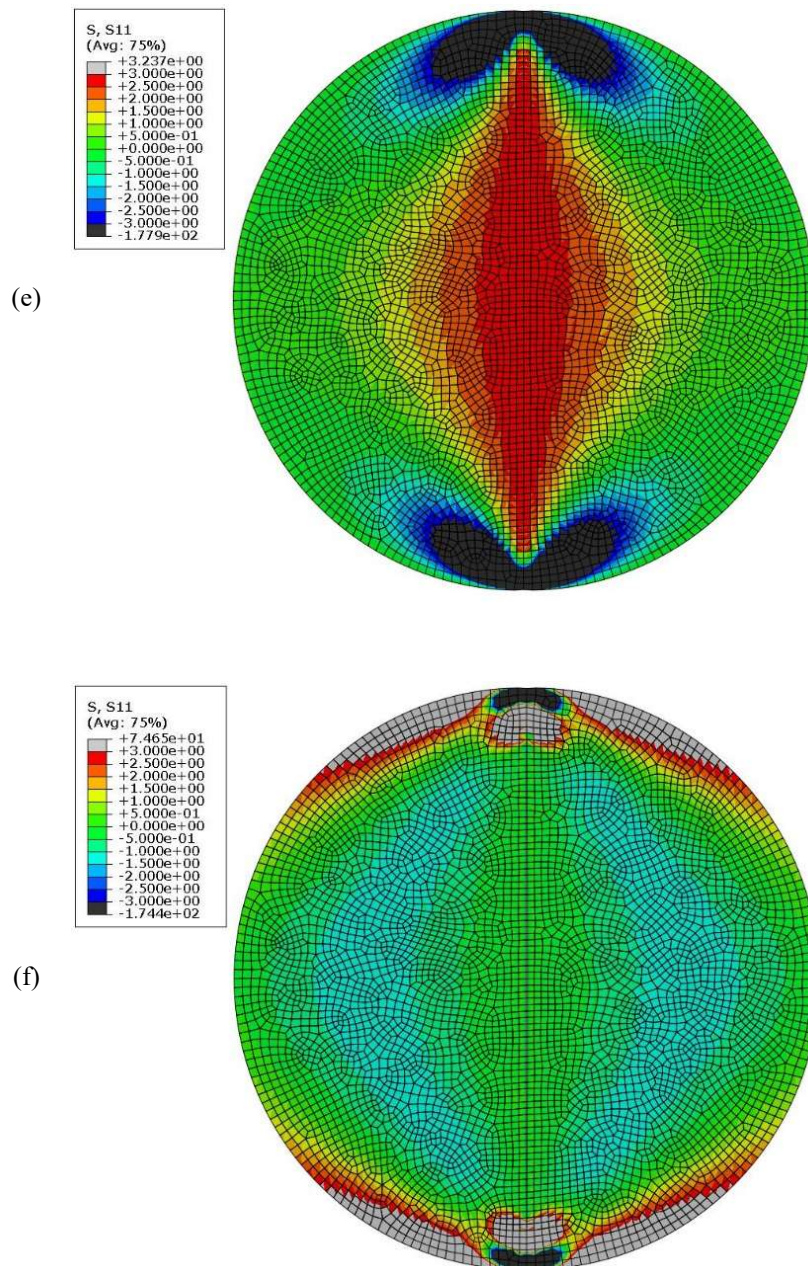 S, S11
(Avg: 75%)
+3.237e+00
+3.000e+00
+2.500e+00
+2.000e+00
+1.500e+00
+1.000e+00
+5.000e-01
+0.000e+00
-5.000e-01
-1.000e+00
-1.500e+00
-2.000e+00
-2.500e+00
-3.000e+00
-1.779e+02
(e)
S, S11
(Avg: 75%)
+7.465e+01
+3.000e+00
+2.500e+00
+2.000e+00
+1.500e+00
+1.000e+00
+5.000e-01
+0.000e+00
-5.000e-01
-1.000e+00
-1.500e+00
-2.000e+00
-2.500e+00
-3.000e+00
-1.744e+02
(f)